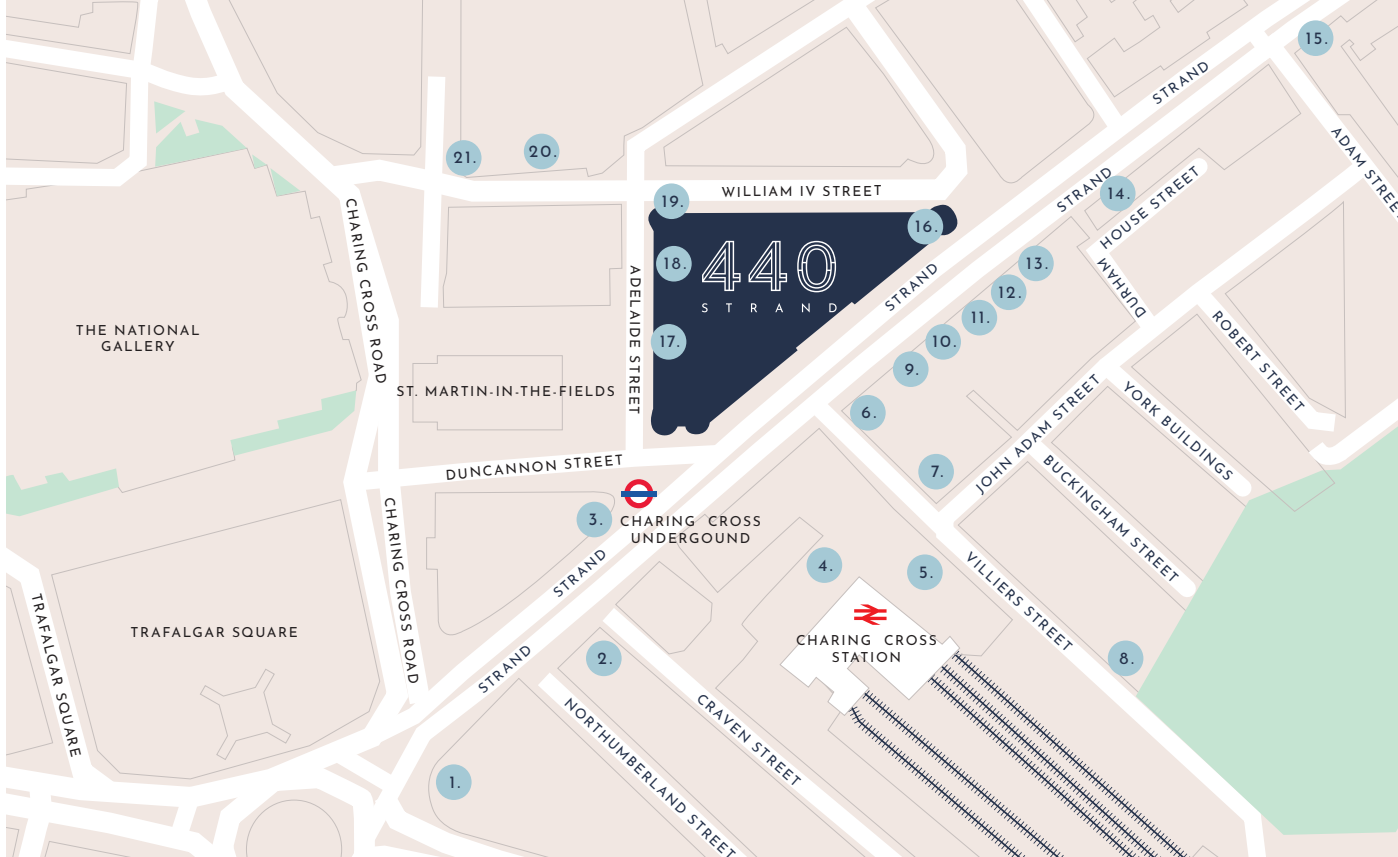 15.
STRAND
ADAM STREE
21.
20.
WILLIAM IV STREET
19.
STRAND
14.
HOUSE STREET
16.
CHARING CROSS ROAD
440
STRAND
18.
ADELAIDE STREET
STRAND
13.
12.
DURHAM
11.
ROBERT STREET
THE NATIONAL
GALLERY
17.
10.
9.
ST. MARTIN-IN-THE-FIELDS
6.
JOHN ADAM STREET
YORK BUILDINGS
DUNCANNON STREET
7.
BUCKINGHAM STREET
3.
CHARING CROSS
UNDERGOUND
CHARING CROSS ROAD
STRAND
4.
5.
VILLIERS STREET
TRAFALGAR SQUARE
TRAFALGAR SQUARE
CHARING CROSS
STATION
2.
8.
STRAND
CRAVEN STREET
NORTHUMBERLAND STREET
1.